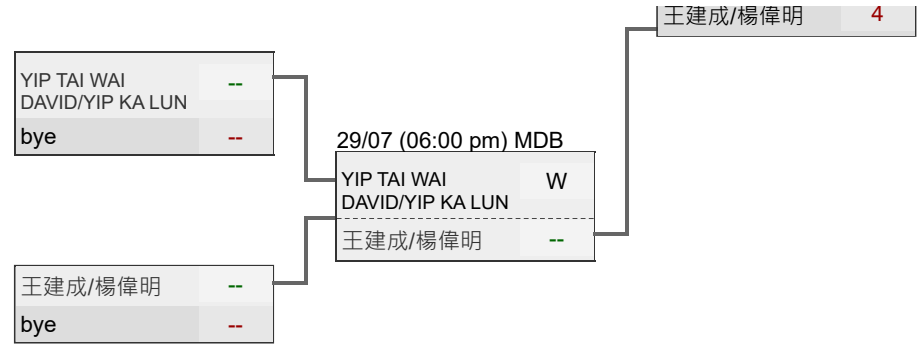 王建成/楊偉明 4
YIP TAI WAI
DAVID/YIP KA LUN --
bye --
29/07 (06:00 pm) MDB
YIP TAI WAI
DAVID/YIP KA LUN W
王建成/楊偉明 --
王建成/楊偉明 --
bye --